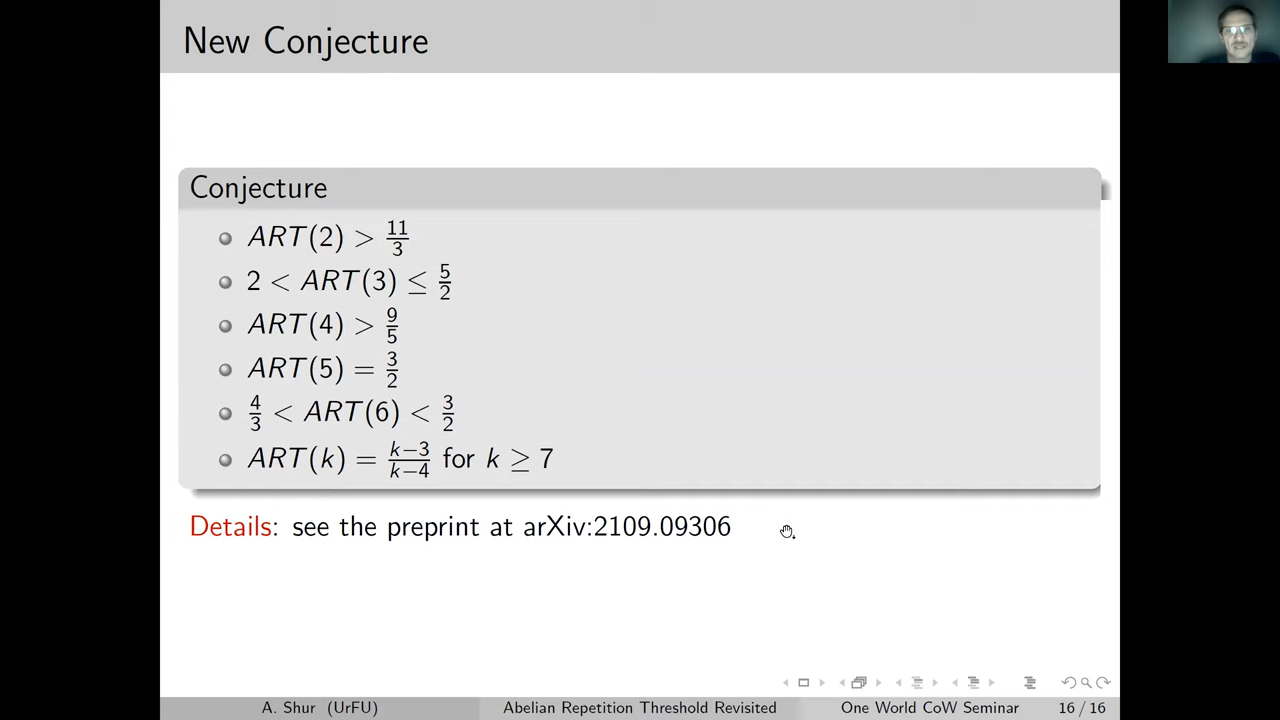 New Conjecture
Conjecture
ART(2) > 11/3
2 < ART(3) ≤ 5/2
ART(4) > 9/5
ART(5) = 3/2
4/3 < ART(6) < 3/2
ART(k) = k−3/k−4 for k ≥ 7
Details: see the preprint at arXiv:2109.09306
A. Shur (UrFU) Abelian Repetition Threshold Revisited One World CoW Seminar 16 / 16